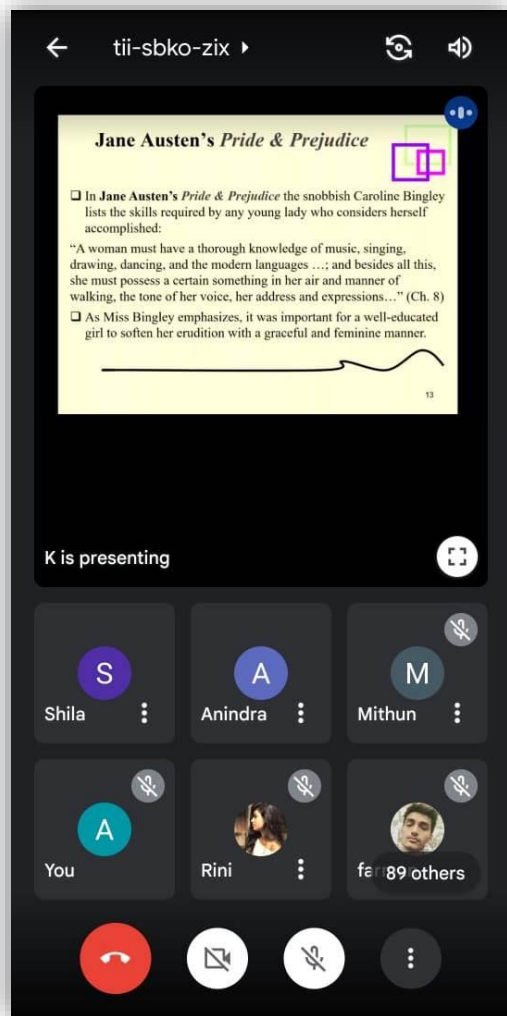 tii-sbko-zix
Jane Austen's Pride & Prejudice
In Jane Austen's Pride & Prejudice the snobbish Caroline Bingley
lists the skills required by any young lady who considers herself
accomplished:
“A woman must have a thorough knowledge of music, singing,
drawing, dancing, and the modern languages …; and besides all this,
she must possess a certain something in her air and manner of
walking, the tone of her voice, her address and expressions…” (Ch. 8)
As Miss Bingley emphasizes, it was important for a well-educated
girl to soften her erudition with a graceful and feminine manner.
13
K is presenting
S
Shila
A
Anindra
M
Mithun
A
You
Rini
89 others